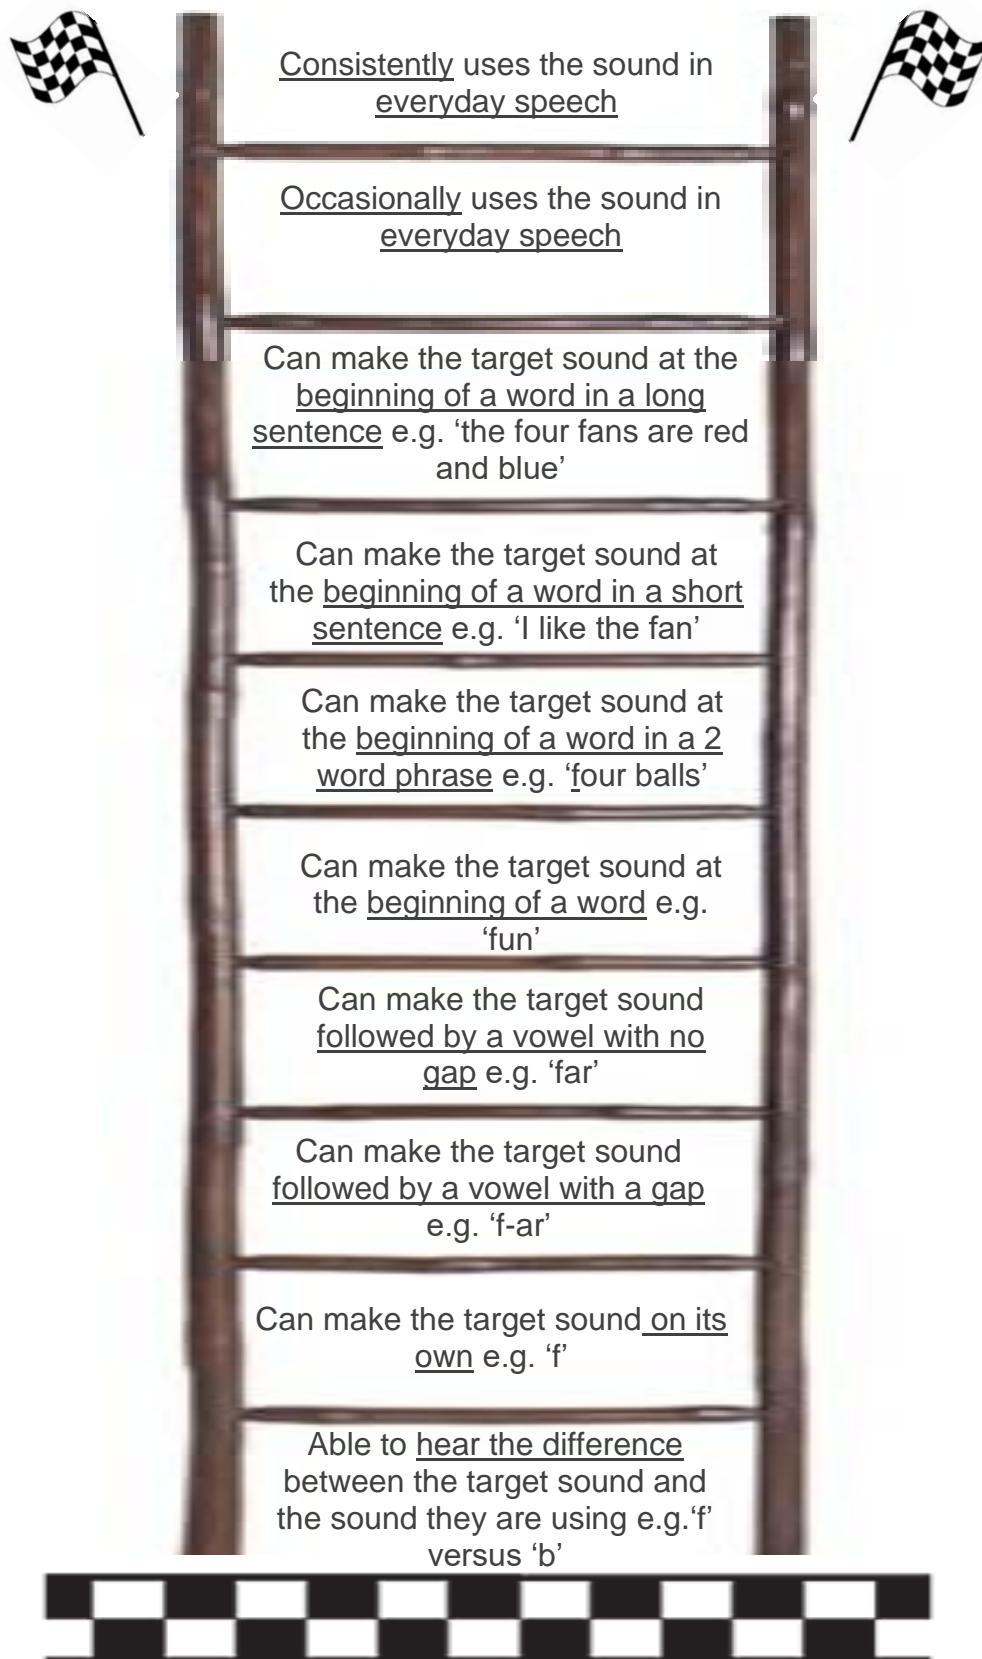 Consistently uses the sound in
everyday speech
Occasionally uses the sound in
everyday speech
Can make the target sound at the
beginning of a word in a long
sentence e.g. ‘the four fans are red
and blue’
Can make the target sound at
the beginning of a word in a short
sentence e.g. ‘I like the fan’
Can make the target sound at
the beginning of a word in a 2
word phrase e.g. ‘four balls’
Can make the target sound at
the beginning of a word e.g.
‘fun’
Can make the target sound
followed by a vowel with no
gap e.g. ‘far’
Can make the target sound
followed by a vowel with a gap
e.g. ‘f-ar’
Can make the target sound on its
own e.g. ‘f’
Able to hear the difference
between the target sound and
the sound they are using e.g.‘f’
versus ‘b’